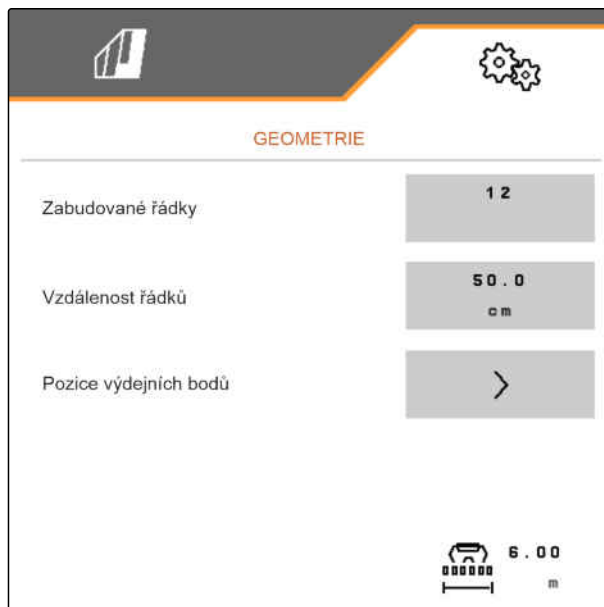 GEOMETRIE
Zabudované řádky
12
Vzdálenost řádků
50.0
cm
Pozice výdejních bodů
6.00
m